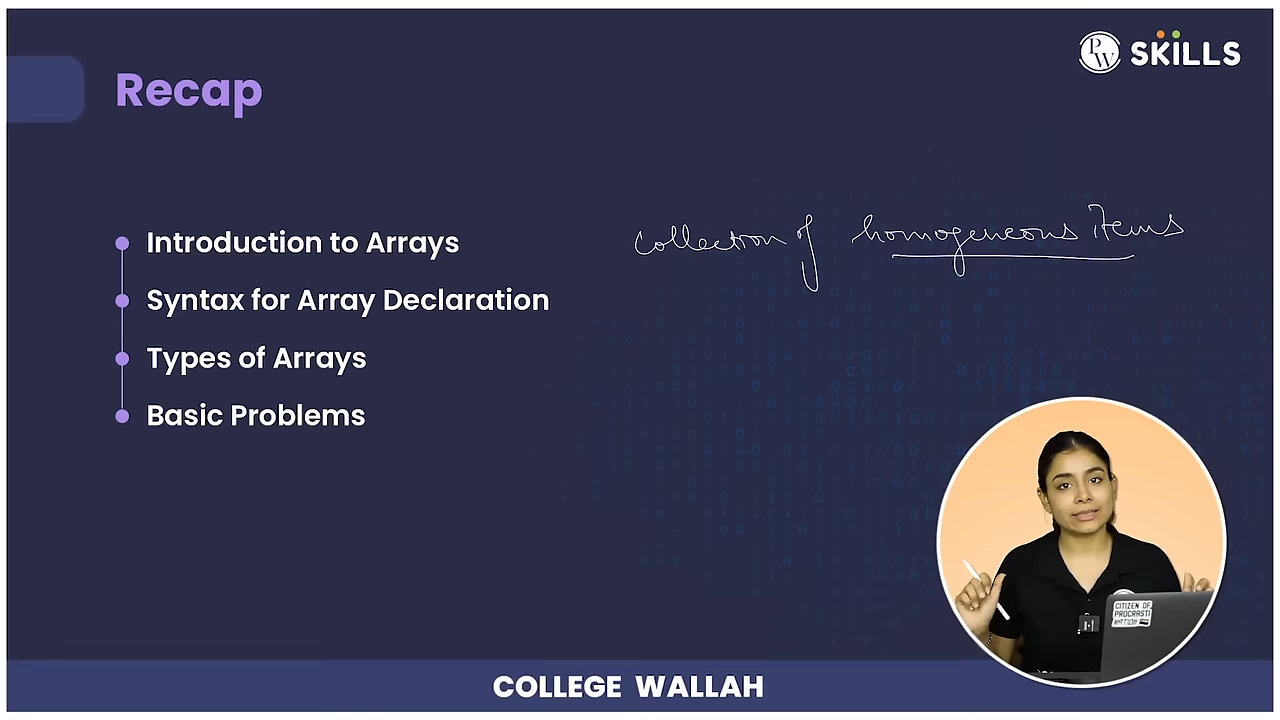 PW SKILLS
Recap
Introduction to Arrays
collection of homogeneous items
Syntax for Array Declaration
Types of Arrays
Basic Problems
CITIZEN OF
PROCRASTI
NATION
COLLEGE WALLAH